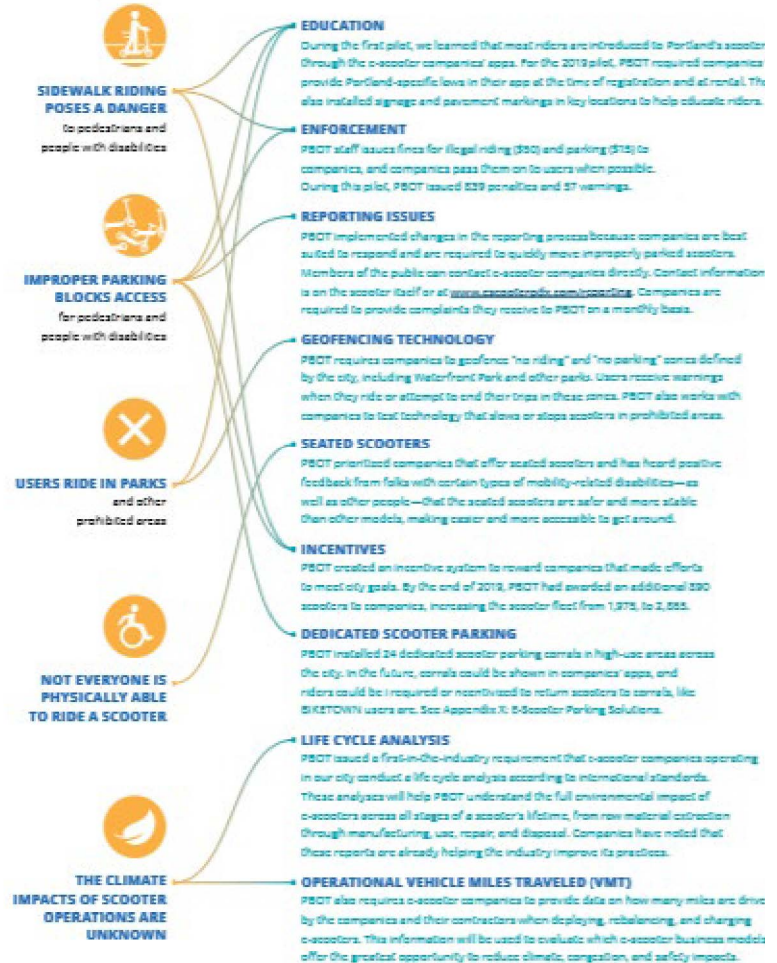 SIDEWALK RIDING
POSES A DANGER
to pedestrians and
people with disabilities
IMPROPER PARKING
BLOCKS ACCESS
for pedestrians and
people with disabilities
USERS RIDE IN PARKS
and other
prohibited areas
NOT EVERYONE IS
PHYSICALLY ABLE
TO RIDE A SCOOTER
THE CLIMATE
IMPACTS OF SCOOTER
OPERATIONS ARE
UNKNOWN
EDUCATION
During the first pilot, we learned that most riders are introduced to Portland's scooter
through the e-scooter companies' apps. For the 2019 pilot, PBOT required companies
provide Portland-specific laws in their app at the time of registration and at rental. The
also installed signage and pavement markings in key locations to help educate riders.
ENFORCEMENT
PBOT staff issues fines for illegal riding ($50) and parking ($15) to
companies, and companies pass them on to users when possible.
During this pilot, PBOT issued penalties and warnings.
REPORTING ISSUES
PBOT implemented changes in the reporting process because companies are best
suited to respond and are required to quickly move improperly parked scooters.
Members of the public can contact e-scooter companies directly. Contact information
is on the scooter itself or at www.escooterpdx.com/reporting. Companies are
required to provide complaints they receive to PBOT on a monthly basis.
GEOFENCING TECHNOLOGY
PBOT requires companies to geofence "no riding" and "no parking" zones defined
by the city, including Waterfront Park and other parks. Users receive warnings
when they ride or attempt to end their trips in these zones. PBOT also works with
companies to test technology that slows or stops scooters in prohibited areas.
SEATED SCOOTERS
PBOT prioritized companies that offer seated scooters and has heard positive
feedback from folks with certain types of mobility-related disabilities—as
well as other people—that the seated scooters are safer and more stable
than other models, making easier and more accessible to get around.
INCENTIVES
PBOT created an incentive system to reward companies that made efforts
to meet city goals. By the end of 2019, PBOT had awarded an additional
scooters to companies, increasing the scooter fleet from to
DEDICATED SCOOTER PARKING
PBOT installed 24 dedicated scooter parking corrals in high-use areas across
the city. In the future, corrals could be shown in companies' apps, and
riders could be i required or ncentivized to return scooters to corrals, like
BIKETOWN users are. See Appendix X: E-Scooter Parking Solutions.
LIFE CYCLE ANALYSIS
PBOT issued a first-in-the-industry requirement that e-scooter companies operating
in our city conduct a life cycle analysis according to international standards.
These analyses will help PBOT understand the full environmental impact of
e-scooters across all stages of a scooter's lifetime, from raw material extraction
through manufacturing, use, repair, and disposal. Companies have noted that
these reports are already helping the industry improve its practices.
OPERATIONAL VEHICLE MILES TRAVELED (VMT)
PBOT also requires e-scooter companies to provide data on how many miles are drive
by the companies and their contractors when deploying, rebalancing, and charging
e-scooters. This information will be used to evaluate which e-scooter business models
offer the greatest opportunity to reduce climate, congestion, and safety impacts.